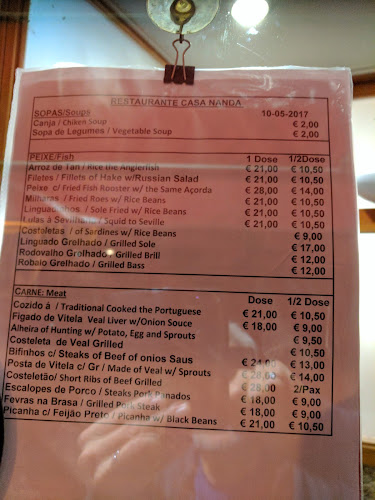 RESTAURANTE CASA NANDA
SOPAS/Soups 10-05-2017
Canja / Chiken Soup € 2,00
Sopa de Legumes / Vegetable Soup € 2,00
PEIXE/Fish 1 Dose 1/2Dose
Arroz de Tan / Rice the Anglerfish € 21,00 € 10,50
Filetes / Fillets of Hake w/Russian Salad € 21,00 € 10,50
Peixe c/ Fried Fish Rooster w/ the Same Açorda € 28,00 € 14,00
Milharas / Fried Roes w/ Rice Beans € 21,00 € 10,50
Linguadinhos / Sole Fried w/ Rice Beans € 21,00 € 10,50
Lulas à Sevilhana / Squid to Seville € 21,00 € 10,50
Costoletas / of Sardines w/ Rice Beans € 9,00
Linguado Grelhado / Grilled Sole € 17,00
Rodovalho Grelhado / Grilled Brill € 12,00
Robalo Grelhado / Grilled Bass € 12,00
CARNE: Meat Dose 1/2 Dose
Cozido á / Traditional Cooked the Portuguese € 21,00 € 10,50
Figado de Vitela Veal Liver w/Onion Souce € 18,00 € 9,00
Alheira of Hunting w/ Potato, Egg and Sprouts € 9,50
Costeleta de Veal Grilled € 10,50
Bifinhos c/ Steaks of Beef of onios Saus € 13,00
Posta de Vitela c/ Gr / Made of Veal w/ Sprouts € 14,00
Costeletão/ Short Ribs of Beef Grilled € 28,00 2/Pax
Escalopes de Porco / Steaks Pork Panados € 18,00 € 9,00
Fevras na Brasa / Grilled Pork Steak € 18,00 € 9,00
Picanha c/ Feijão Preto / Picanha w/ Black Beans € 21,00 € 10,50